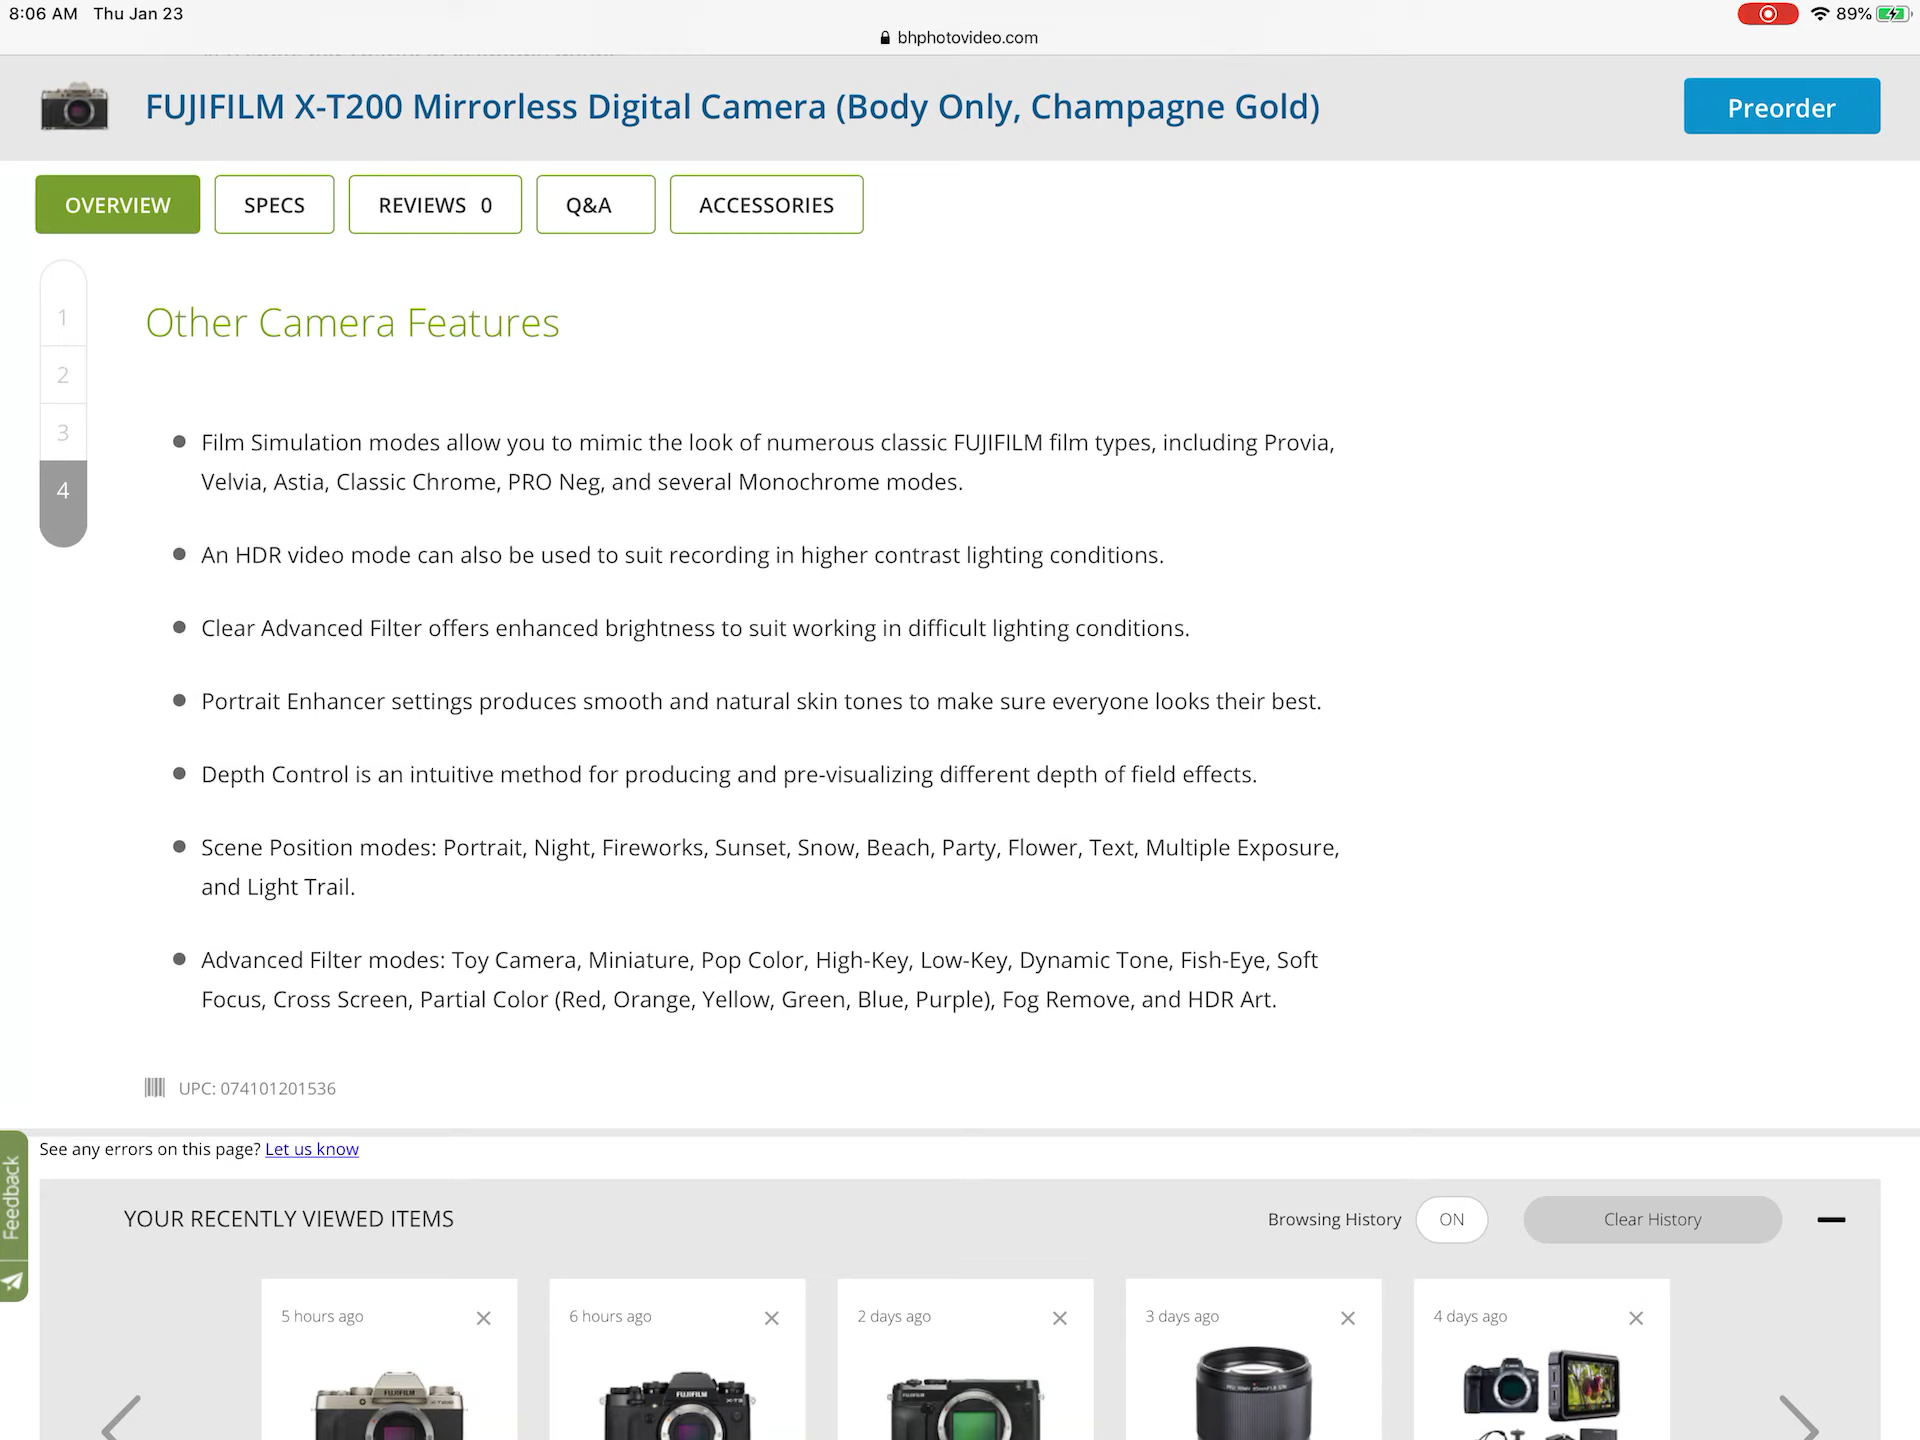 8:06 AM Thu Jan 23
89%
bhphotovideo.com
FUJIFILM X-T200 Mirrorless Digital Camera (Body Only, Champagne Gold)
Preorder
OVERVIEW
SPECS
REVIEWS 0
Q&A
ACCESSORIES
1
2
3
4
Other Camera Features
Film Simulation modes allow you to mimic the look of numerous classic FUJIFILM film types, including Provia,
Velvia, Astia, Classic Chrome, PRO Neg, and several Monochrome modes.
An HDR video mode can also be used to suit recording in higher contrast lighting conditions.
Clear Advanced Filter offers enhanced brightness to suit working in difficult lighting conditions.
Portrait Enhancer settings produces smooth and natural skin tones to make sure everyone looks their best.
Depth Control is an intuitive method for producing and pre-visualizing different depth of field effects.
Scene Position modes: Portrait, Night, Fireworks, Sunset, Snow, Beach, Party, Flower, Text, Multiple Exposure,
and Light Trail.
Advanced Filter modes: Toy Camera, Miniature, Pop Color, High-Key, Low-Key, Dynamic Tone, Fish-Eye, Soft
Focus, Cross Screen, Partial Color (Red, Orange, Yellow, Green, Blue, Purple), Fog Remove, and HDR Art.
UPC: 074101201536
See any errors on this page? Let us know
Feedback
YOUR RECENTLY VIEWED ITEMS
Browsing History
ON
Clear History
5 hours ago
6 hours ago
2 days ago
3 days ago
4 days ago
FUJIFILM
FUJIFILM
FUJIFILM